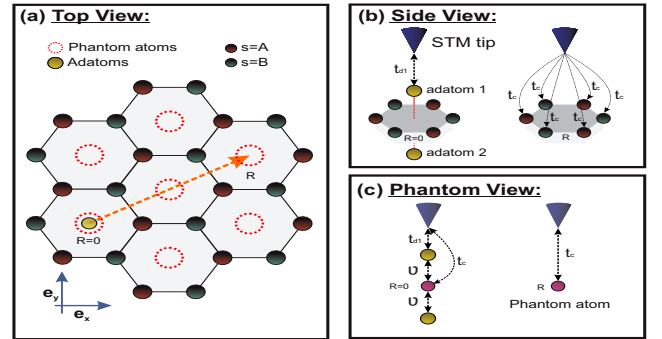 (a) Top View:
Phantom atoms
Adatoms
s=A
s=B
R
R=0
e_y
e_x
(b) Side View:
STM tip
t_d1
adatom 1
R=0
adatom 2
t_c
t_c
t_c
t_c
t_c
t_c
R
(c) Phantom View:
t_d1
t_c
υ
R=0
υ
t_c
R
Phantom atom